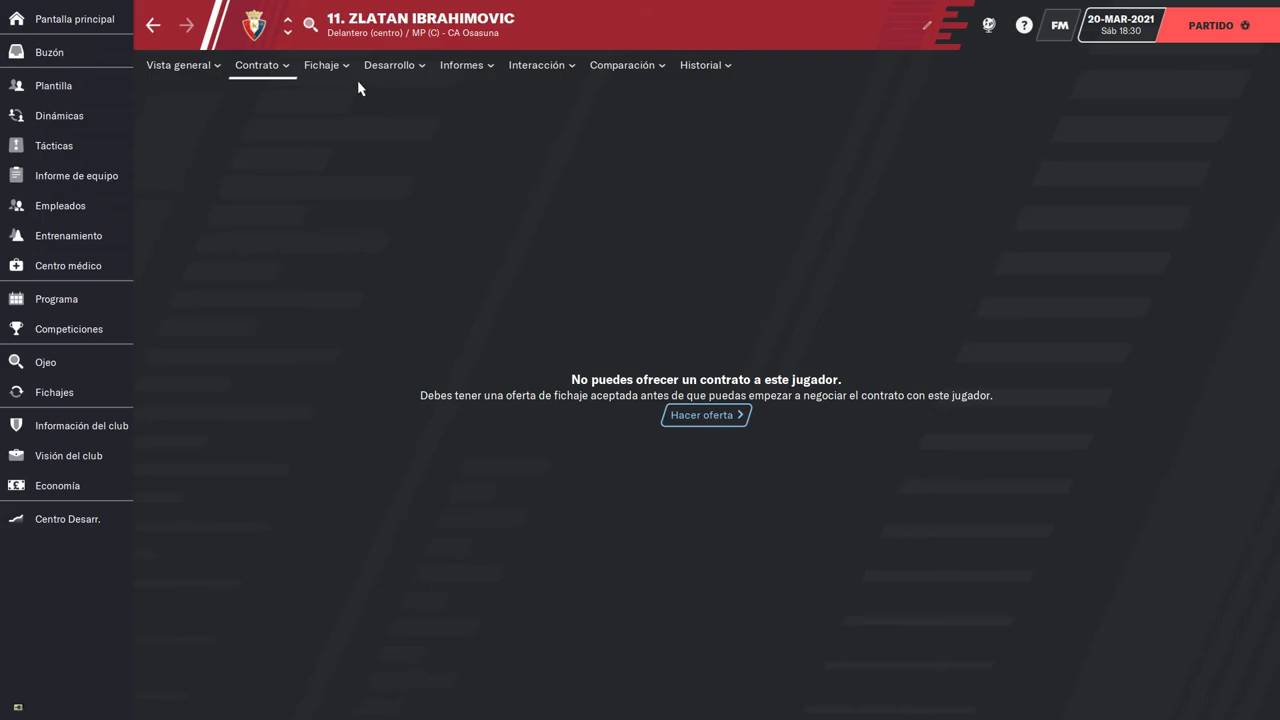 Pantalla principal
Buzón
Plantilla
Dinámicas
Tácticas
Informe de equipo
Empleados
Entrenamiento
Centro médico
Programa
Competiciones
Ojeo
Fichajes
Información del club
Visión del club
Economía
Centro Desarr.
11. ZLATAN IBRAHIMOVIC
Delantero (centro) / MP (C) - CA Osasuna
FM
20-MAR-2021
Sáb 18:30
PARTIDO
Vista general
Contrato
Fichaje
Desarrollo
Informes
Interacción
Comparación
Historial
No puedes ofrecer un contrato a este jugador.
Debes tener una oferta de fichaje aceptada antes de que puedas empezar a negociar el contrato con este jugador.
Hacer oferta